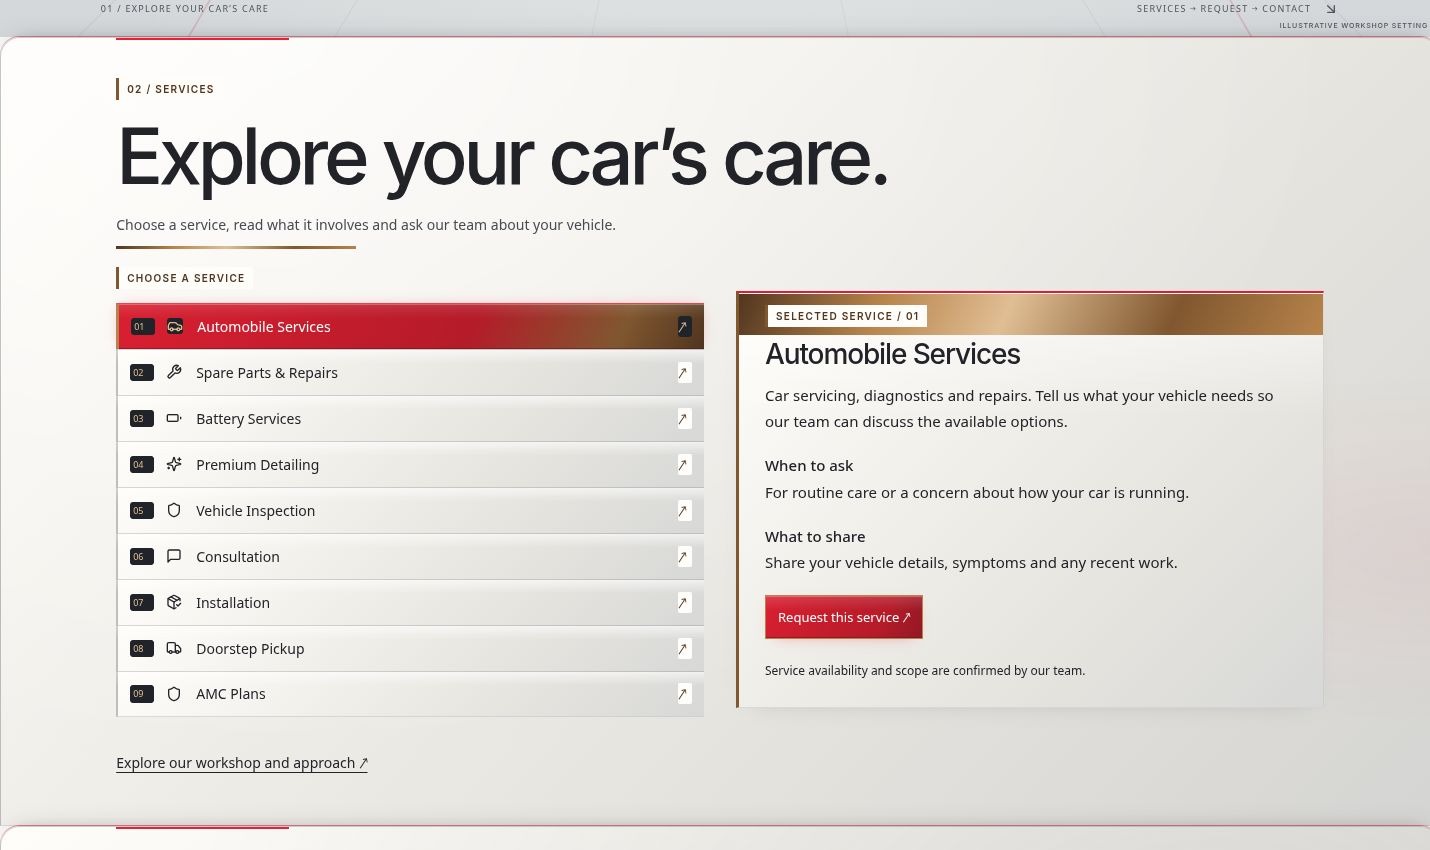 01 / EXPLORE YOUR CAR’S CARE
SERVICES → REQUEST → CONTACT ↘
ILLUSTRATIVE WORKSHOP SETTING
02 / SERVICES
Explore your car’s care.
Choose a service, read what it involves and ask our team about your vehicle.
CHOOSE A SERVICE
01 Automobile Services ↗
02 Spare Parts & Repairs ↗
03 Battery Services ↗
04 Premium Detailing ↗
05 Vehicle Inspection ↗
06 Consultation ↗
07 Installation ↗
08 Doorstep Pickup ↗
09 AMC Plans ↗
Explore our workshop and approach ↗
SELECTED SERVICE / 01
Automobile Services
Car servicing, diagnostics and repairs. Tell us what your vehicle needs so
our team can discuss the available options.
When to ask
For routine care or a concern about how your car is running.
What to share
Share your vehicle details, symptoms and any recent work.
Request this service ↗
Service availability and scope are confirmed by our team.